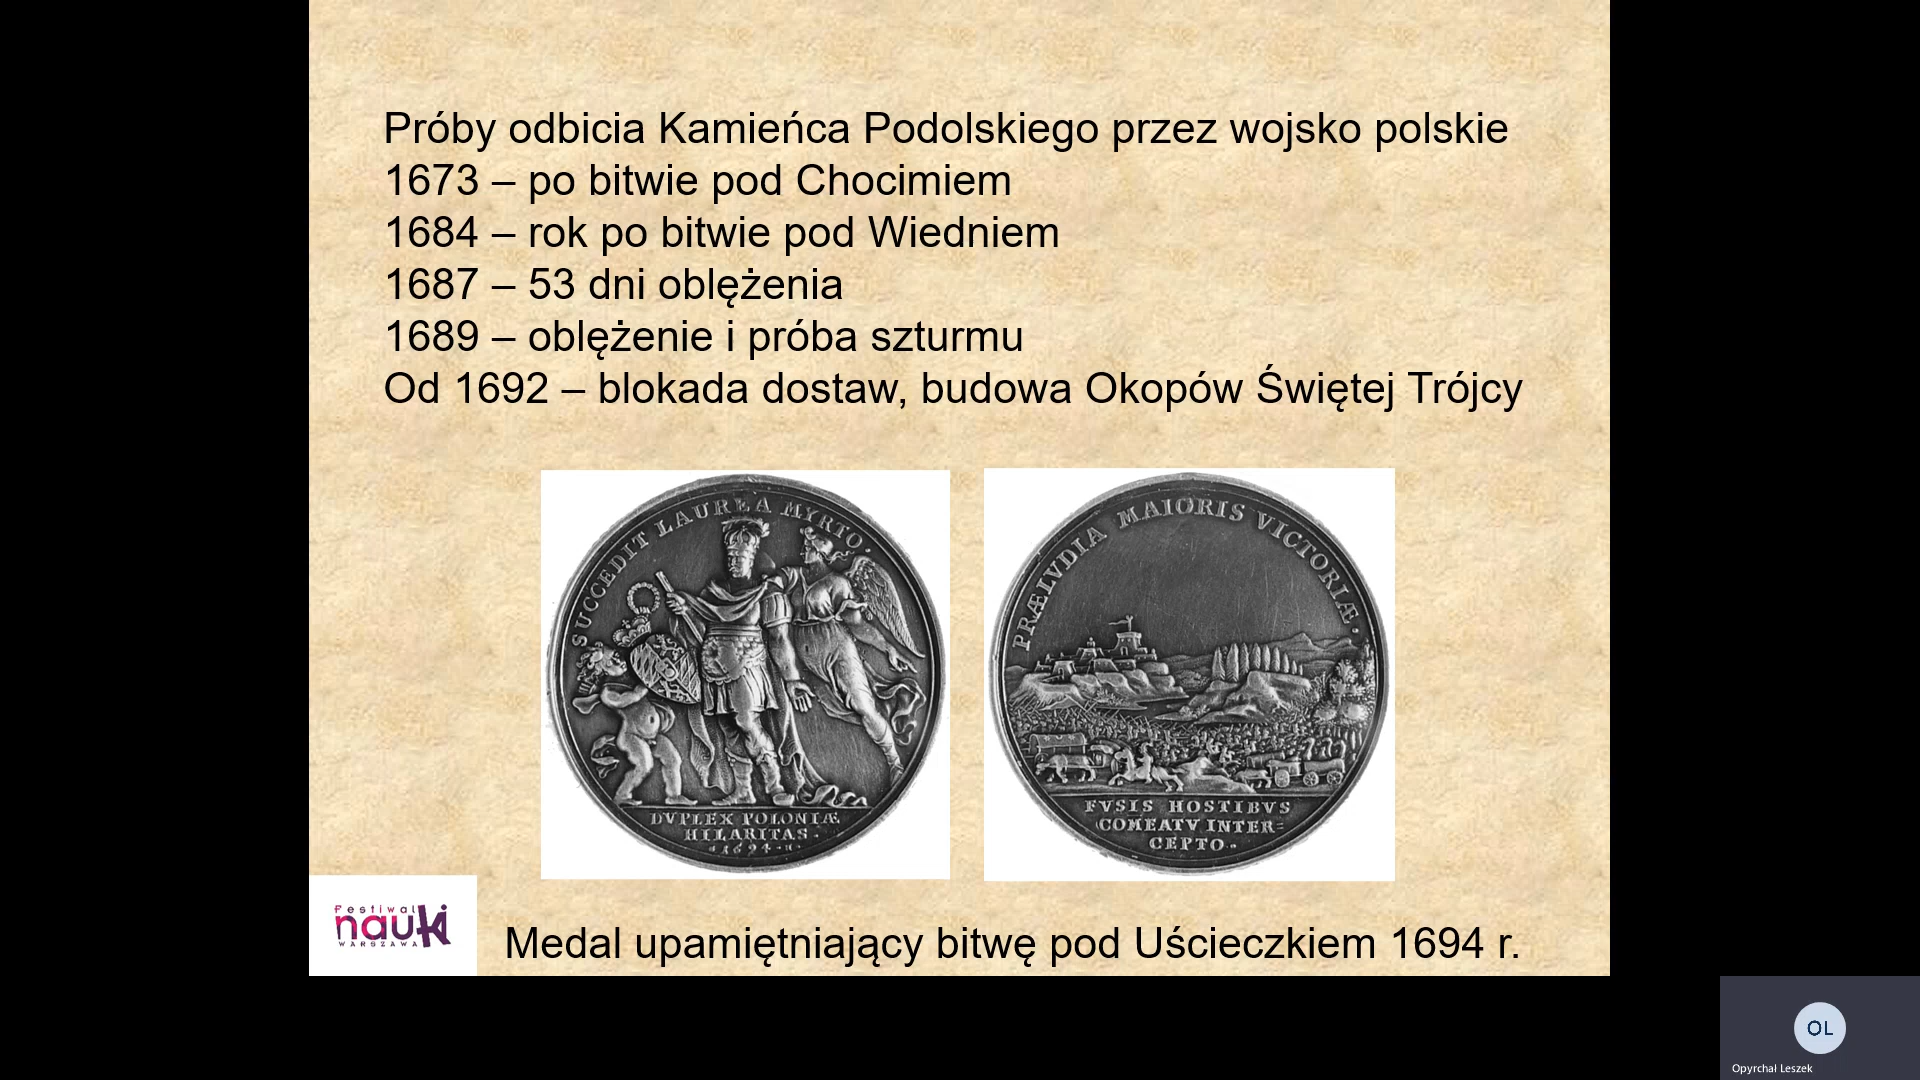 Próby odbicia Kamieńca Podolskiego przez wojsko polskie
1673 – po bitwie pod Chocimiem
1684 – rok po bitwie pod Wiedniem
1687 – 53 dni oblężenia
1689 – oblężenie i próba szturmu
Od 1692 – blokada dostaw, budowa Okopów Świętej Trójcy
SUCCEDIT LAUREA MYRTO.
DVPLEX POLONIÆ
HILARITAS.
1694
PRÆLVDIA MAIORIS VICTORIÆ.
FVSIS HOSTIBVS
COMEATV INTER=
CEPTO.
Festiwal
nauki
WARSZAWA
Medal upamiętniający bitwę pod Uścieczkiem 1694 r.
OL
Opyrchal Leszek